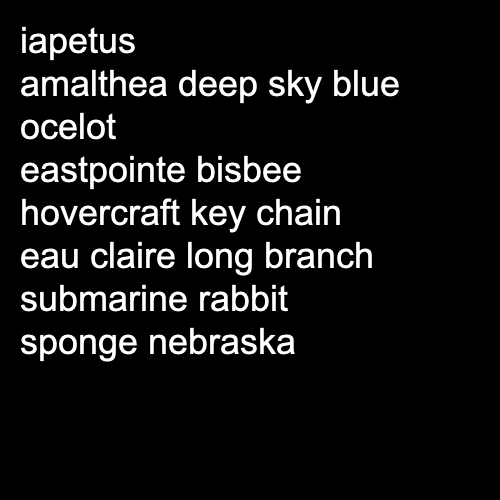 iapetus
amalthea deep sky blue
ocelot
eastpointe bisbee
hovercraft key chain
eau claire long branch
submarine rabbit
sponge nebraska